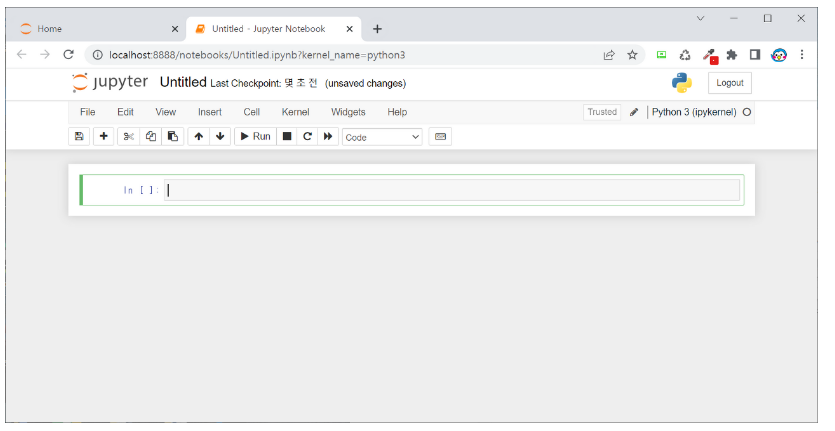 Home
Untitled - Jupyter Notebook
localhost:8888/notebooks/Untitled.ipynb?kernel_name=python3
jupyter Untitled Last Checkpoint: 몇 초 전 (unsaved changes)
Logout
File Edit View Insert Cell Kernel Widgets Help
Trusted Python 3 (ipykernel)
Run Code
In [ ]: